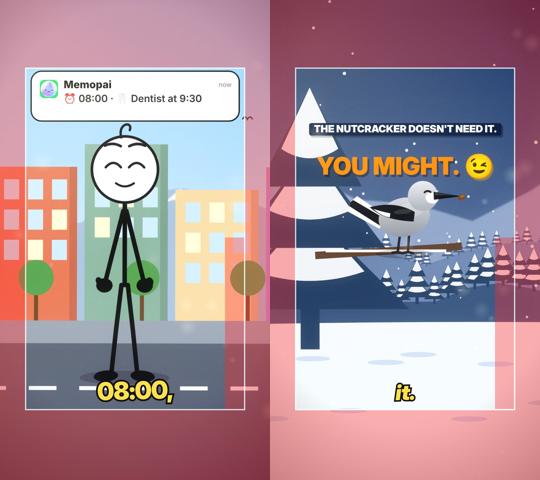 Memopai
now
⏰ 08:00 · 🦷 Dentist at 9:30
08:00,
THE NUTCRACKER DOESN'T NEED IT.
YOU MIGHT. 😉
it.